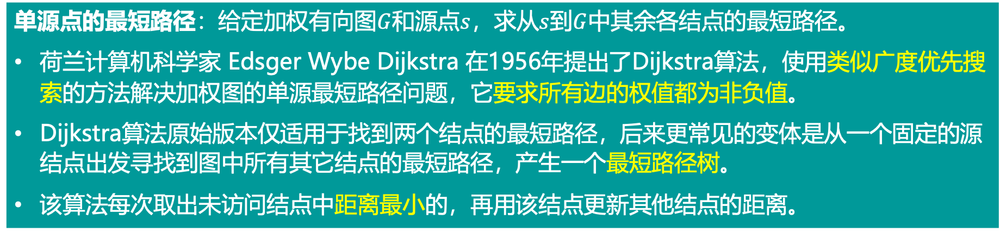 单源点的最短路径：给定加权有向图G和源点s，求从s到G中其余各结点的最短路径。
• 荷兰计算机科学家 Edsger Wybe Dijkstra 在1956年提出了Dijkstra算法，使用类似广度优先搜
索的方法解决加权图的单源最短路径问题，它要求所有边的权值都为非负值。
• Dijkstra算法原始版本仅适用于找到两个结点的最短路径，后来更常见的变体是从一个固定的源
结点出发寻找到图中所有其它结点的最短路径，产生一个最短路径树。
• 该算法每次取出未访问结点中距离最小的，再用该结点更新其他结点的距离。